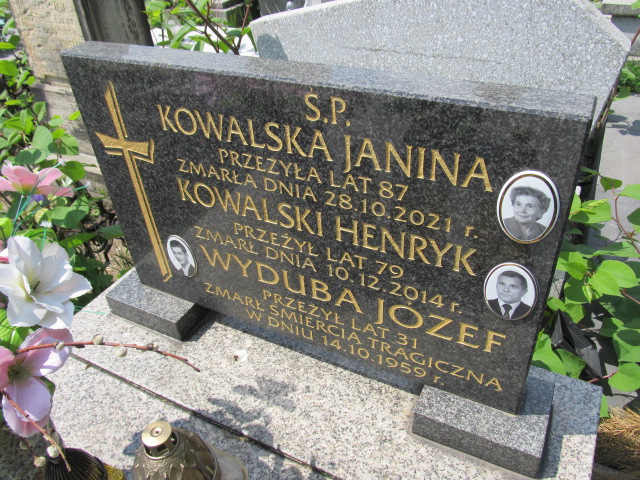 Ś.P.
KOWALSKA JANINA
PRZEŻYŁA LAT 87
ZMARŁA DNIA 28.10.2021 r.
KOWALSKI HENRYK
PRZEŻYŁ LAT 79
ZMARŁ DNIA 10.12.2014 r.
WYDUBA JÓZEF
PRZEŻYŁ LAT 31
ZMARŁ ŚMIERCIĄ TRAGICZNĄ
W DNIU 14.10.1959 r.